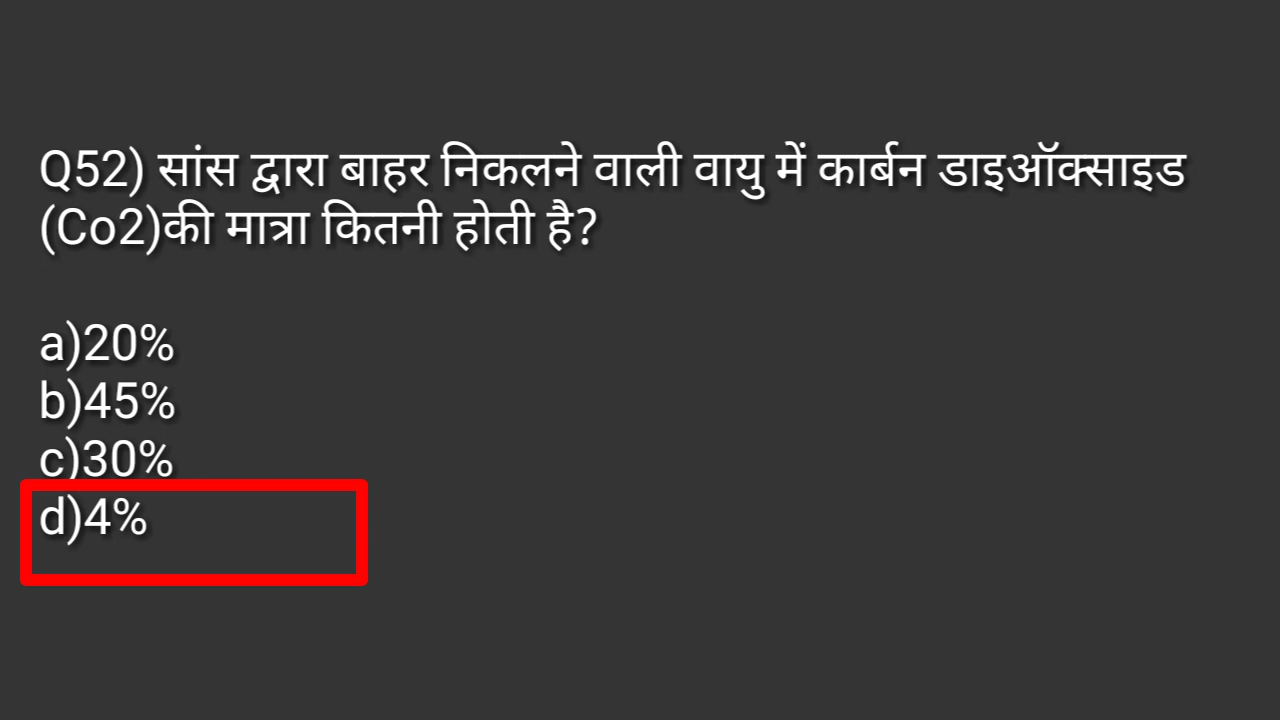 Q52) सांस द्वारा बाहर निकलने वाली वायु में कार्बन डाइऑक्साइड
(Co2)की मात्रा कितनी होती है?
a)20%
b)45%
c)30%
d)4%